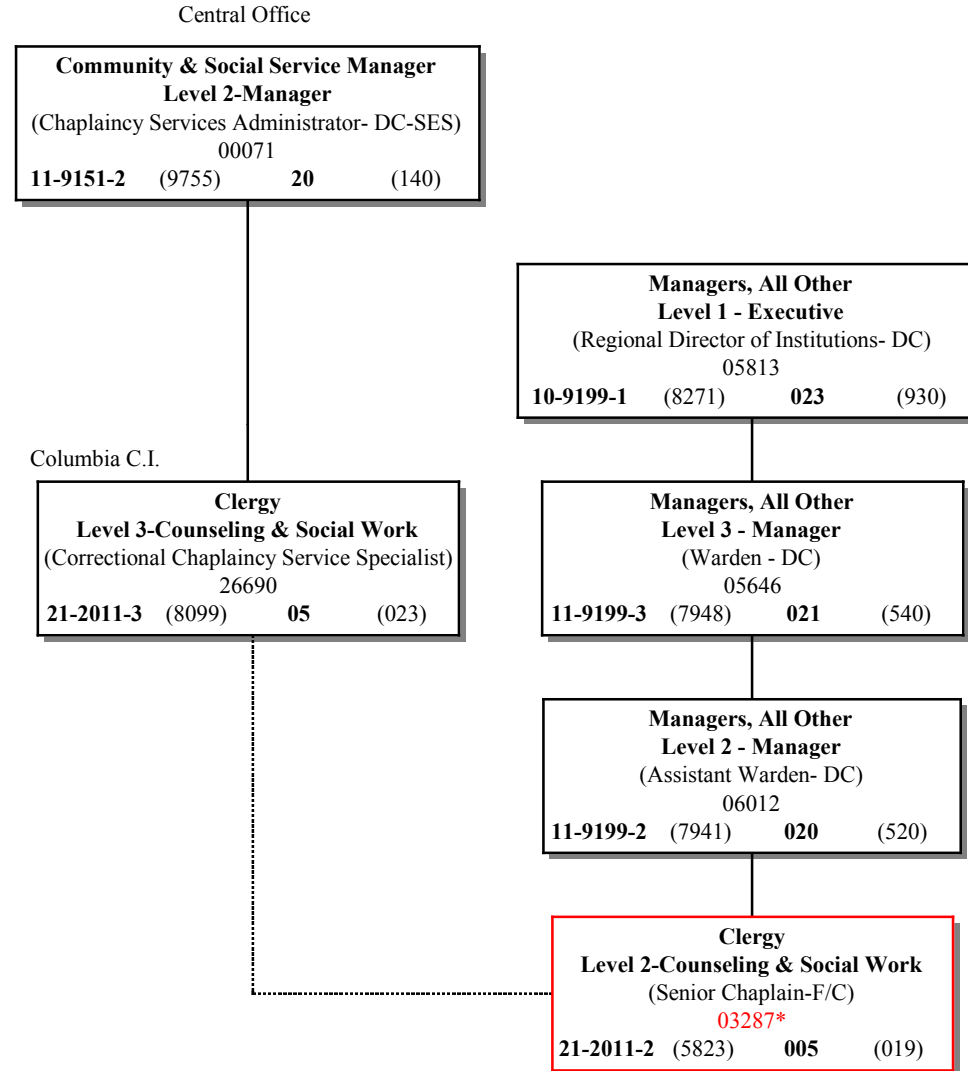 Central Office
Community & Social Service Manager
Level 2-Manager
(Chaplaincy Services Administrator- DC-SES)
00071
11-9151-2 (9755) 20 (140)
Managers, All Other
Level 1 - Executive
(Regional Director of Institutions- DC)
05813
10-9199-1 (8271) 023 (930)
Columbia C.I.
Clergy
Level 3-Counseling & Social Work
(Correctional Chaplaincy Service Specialist)
26690
21-2011-3 (8099) 05 (023)
Managers, All Other
Level 3 - Manager
(Warden - DC)
05646
11-9199-3 (7948) 021 (540)
Managers, All Other
Level 2 - Manager
(Assistant Warden- DC)
06012
11-9199-2 (7941) 020 (520)
Clergy
Level 2-Counseling & Social Work
(Senior Chaplain-F/C)
03287*
21-2011-2 (5823) 005 (019)